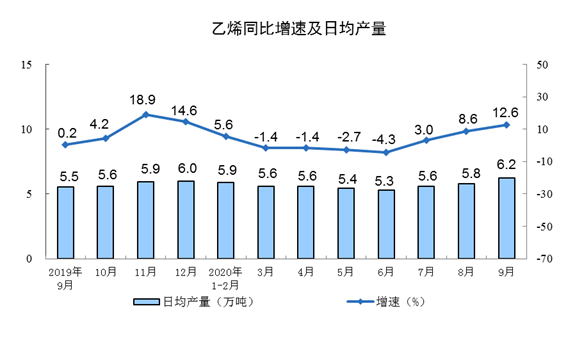 乙烯同比增速及日均产量
15
10
5
0
50
30
10
-10
-30
-50
-70
0.2
4.2
18.9
14.6
5.6
-1.4
-1.4
-2.7
-4.3
3.0
8.6
12.6
5.5
5.6
5.9
6.0
5.9
5.6
5.6
5.4
5.3
5.6
5.8
6.2
2019年
9月
10月
11月
12月
2020年
1-2月
3月
4月
5月
6月
7月
8月
9月
日均产量（万吨）
增速（%）